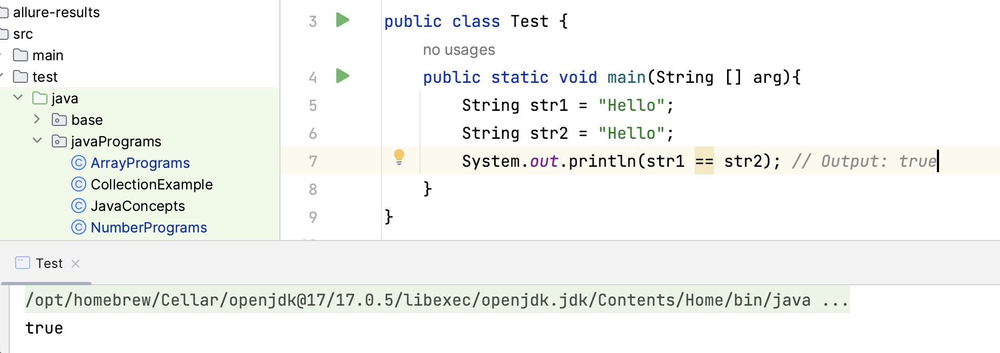 allure-results
src
main
test
java
base
javaPrograms
ArrayPrograms
CollectionExample
JavaConcepts
NumberPrograms
3 public class Test {
no usages
4 public static void main(String [] arg){
5 String str1 = "Hello";
6 String str2 = "Hello";
7 System.out.println(str1 == str2); // Output: true
8 }
9 }
Test
/opt/homebrew/Cellar/openjdk@17/17.0.5/libexec/openjdk.jdk/Contents/Home/bin/java ...
true